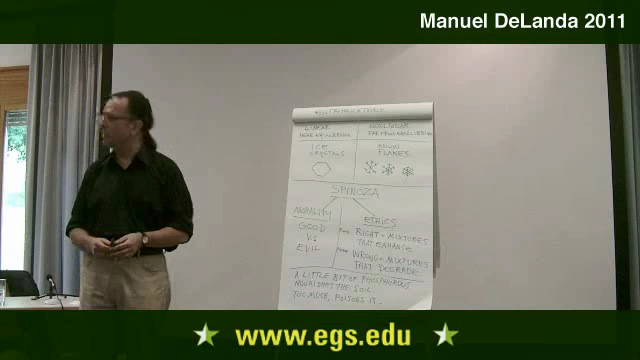 Manuel DeLanda 2011
LINEAR
NONLINEAR
ICE
CRYSTALS
SNOW
FLAKES
SPINOZA
MORALITY
GOOD
VS
EVIL
ETHICS
RIGHT = MIXTURES
THAT ENHANCE
WRONG = MIXTURES
THAT DEGRADE
A LITTLE BIT OF PHOSPHOROUS
NOURISHES THE SOIL
TOO MUCH, POISONS IT.
www.egs.edu